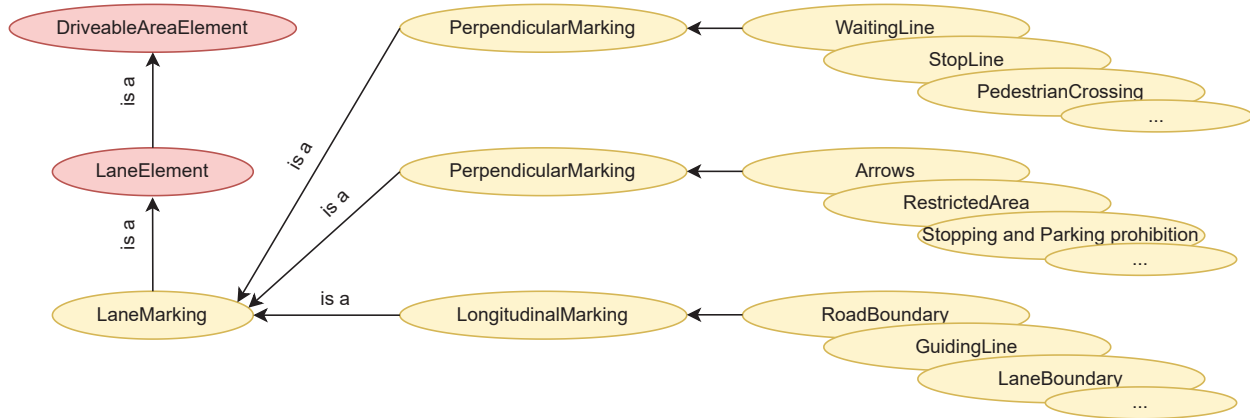 DriveableAreaElement
PerpendicularMarking
WaitingLine
StopLine
PedestrianCrossing
...
is a
is a
LaneElement
PerpendicularMarking
Arrows
RestrictedArea
Stopping and Parking prohibition
...
is a
is a
LaneMarking
is a
LongitudinalMarking
RoadBoundary
GuidingLine
LaneBoundary
...